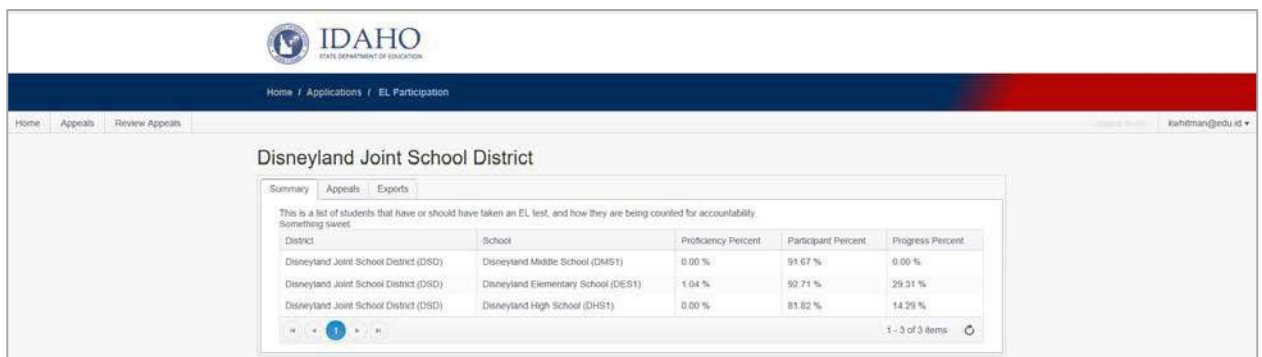 IDAHO
STATE DEPARTMENT OF EDUCATION
Home / Applications / EL Participation
Home Appeals Review Appeals kwhitman@edu.id
Disneyland Joint School District
Summary Appeals Exports
This is a list of students that have or should have taken an EL test, and how they are being counted for accountability.
Something sweet.
District School Proficiency Percent Participant Percent Progress Percent
Disneyland Joint School District (DSD) Disneyland Middle School (DMS1) 0.00 % 91.67 % 0.00 %
Disneyland Joint School District (DSD) Disneyland Elementary School (DES1) 1.04 % 92.71 % 29.31 %
Disneyland Joint School District (DSD) Disneyland High School (DHS1) 0.00 % 81.82 % 14.29 %
1 1 - 3 of 3 items